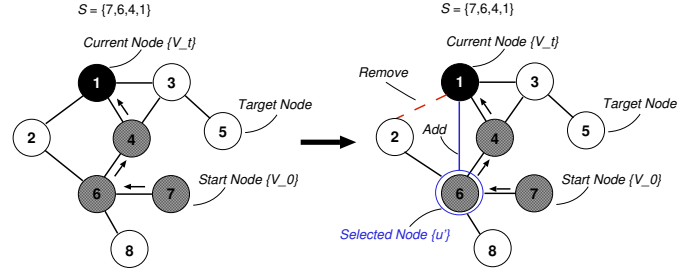 S = {7,6,4,1}
Current Node {V_t}
1
3
Target Node
2
4
5
Start Node {V_0}
6
7
8
S = {7,6,4,1}
Current Node {V_t}
Remove
1
3
Target Node
Add
2
4
5
Start Node {V_0}
6
7
Selected Node {u'}
8